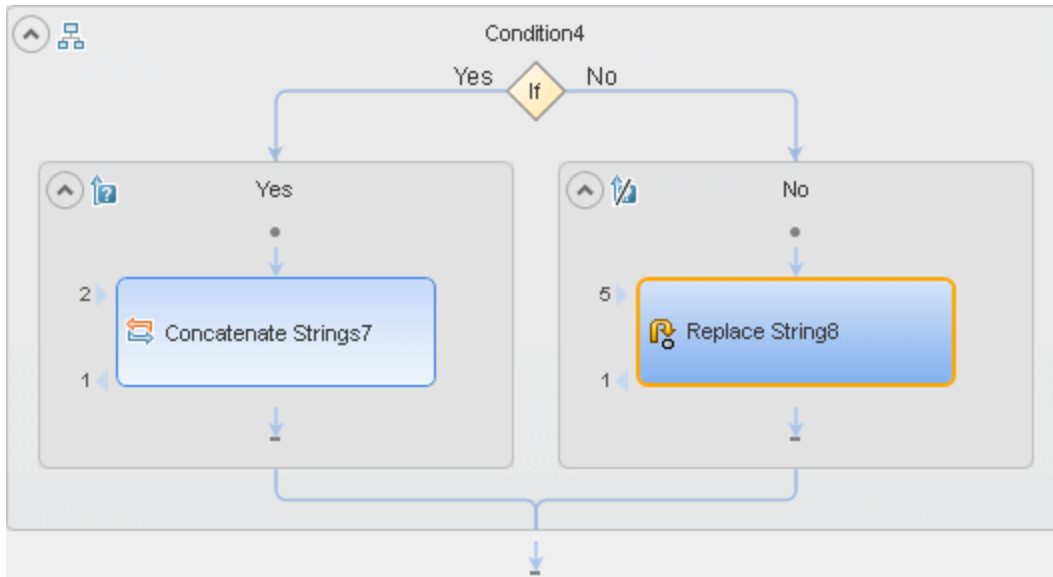 Condition4
Yes If No
Yes
2
Concatenate Strings7
1
No
5
Replace String8
1